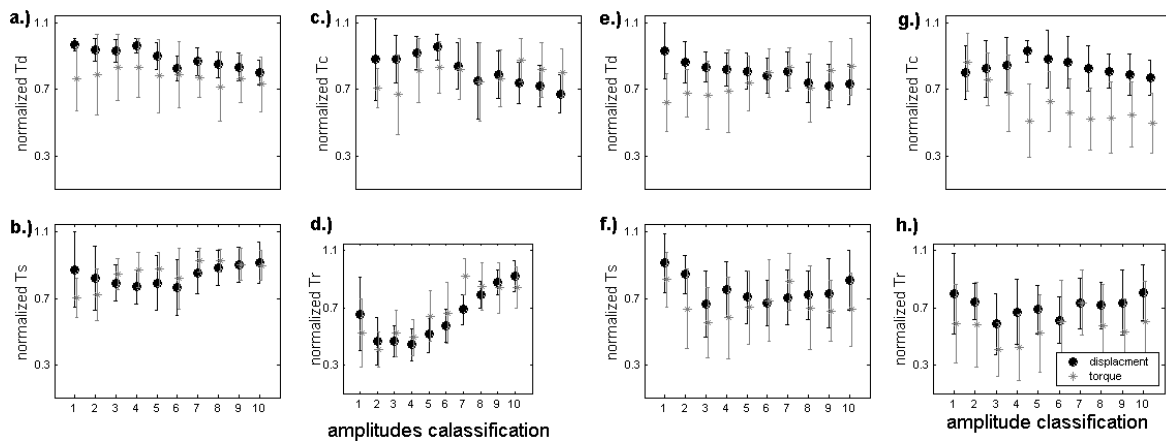 a.)
1.1
0.7
0.3
normalized Td
c.)
1.1
0.7
0.3
normalized Tc
e.)
1.1
0.7
0.3
normalized Td
g.)
1.1
0.7
0.3
normalized Tc
b.)
1.1
0.7
0.3
normalized Ts
1 2 3 4 5 6 7 8 9 10
d.)
1.1
0.7
0.3
normalized Tr
1 2 3 4 5 6 7 8 9 10
amplitudes calassification
f.)
1.1
0.7
0.3
normalized Ts
1 2 3 4 5 6 7 8 9 10
h.)
1.1
0.7
0.3
normalized Tr
displacment
torque
1 2 3 4 5 6 7 8 9 10
amplitude classification